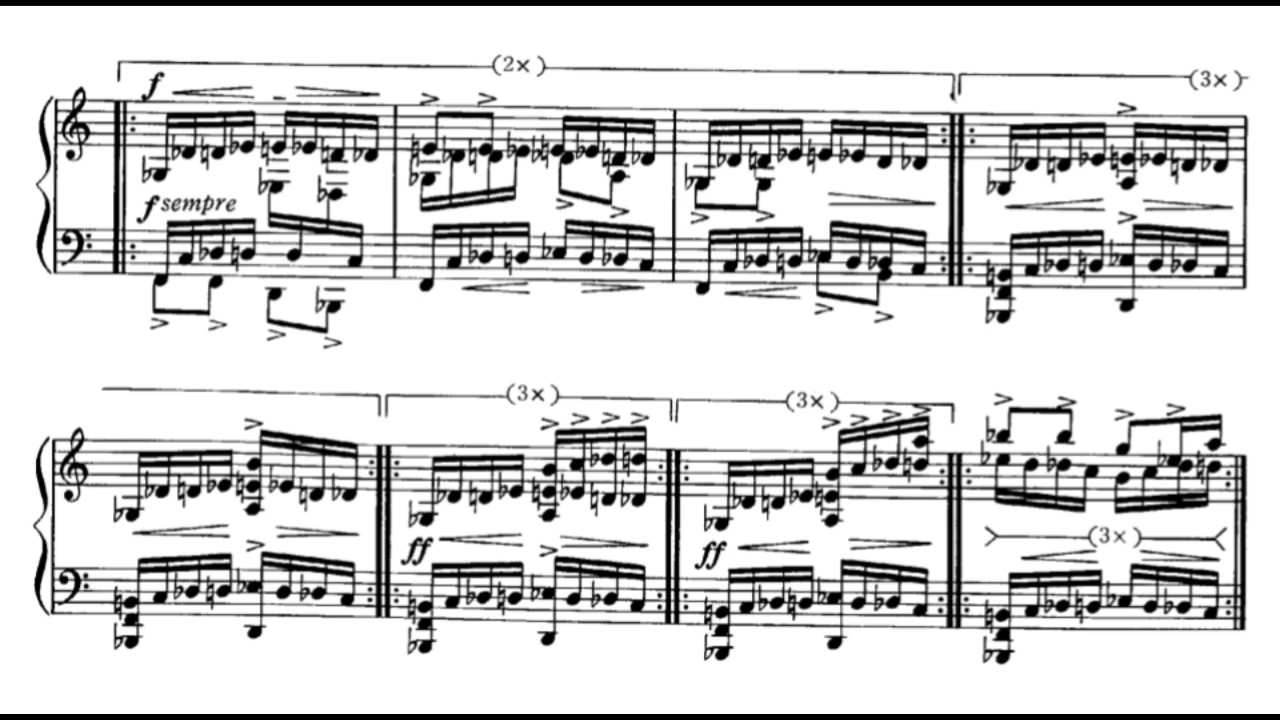 (2×) (3×)
f
f sempre
(3×) (3×)
ff ff
(3×)